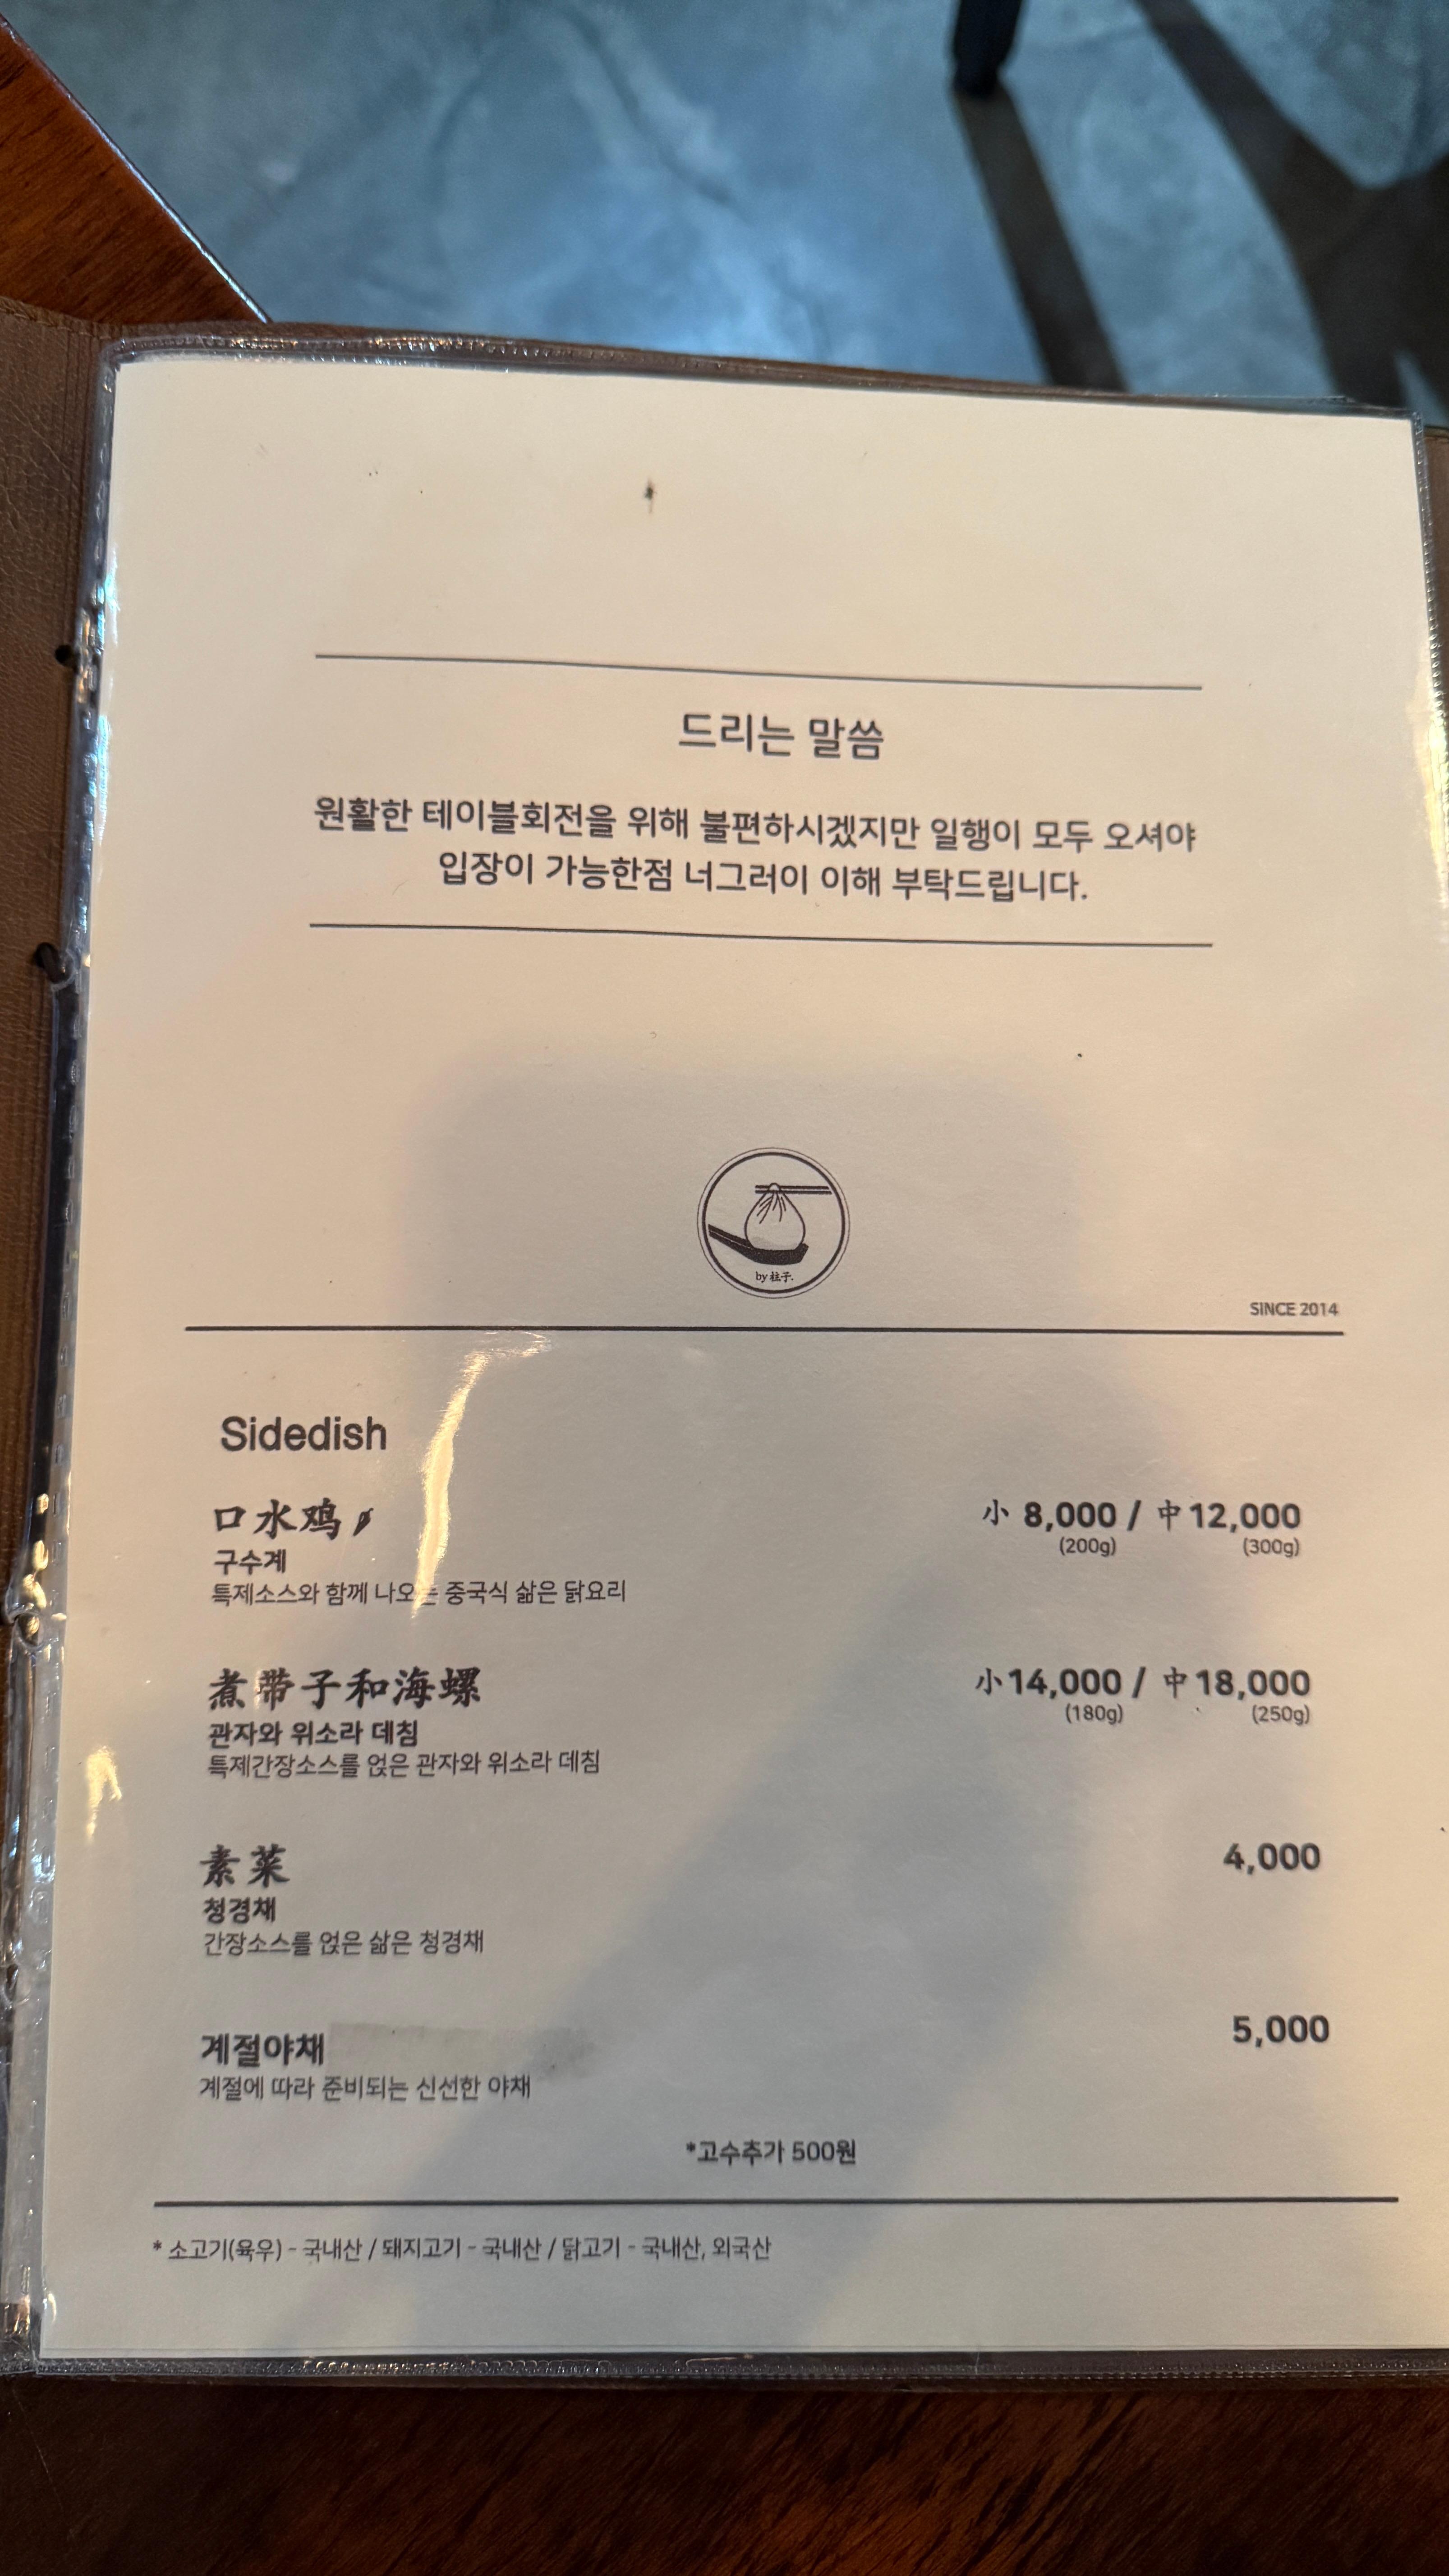 드리는 말씀
원활한 테이블회전을 위해 불편하시겠지만 일행이 모두 오셔야
입장이 가능한점 너그러이 이해 부탁드립니다.
by 柱子.
SINCE 2014
Sidedish
口水鸡 小 8,000 / 中 12,000
구수계 (200g) (300g)
특제소스와 함께 나오는 중국식 삶은 닭요리
煮带子和海螺 小 14,000 / 中 18,000
관자와 위소라 데침 (180g) (250g)
특제간장소스를 얹은 관자와 위소라 데침
素菜 4,000
청경채
간장소스를 얹은 삶은 청경채
계절야채 5,000
계절에 따라 준비되는 신선한 야채
*고수추가 500원
* 소고기(육우) - 국내산 / 돼지고기 - 국내산 / 닭고기 - 국내산, 외국산